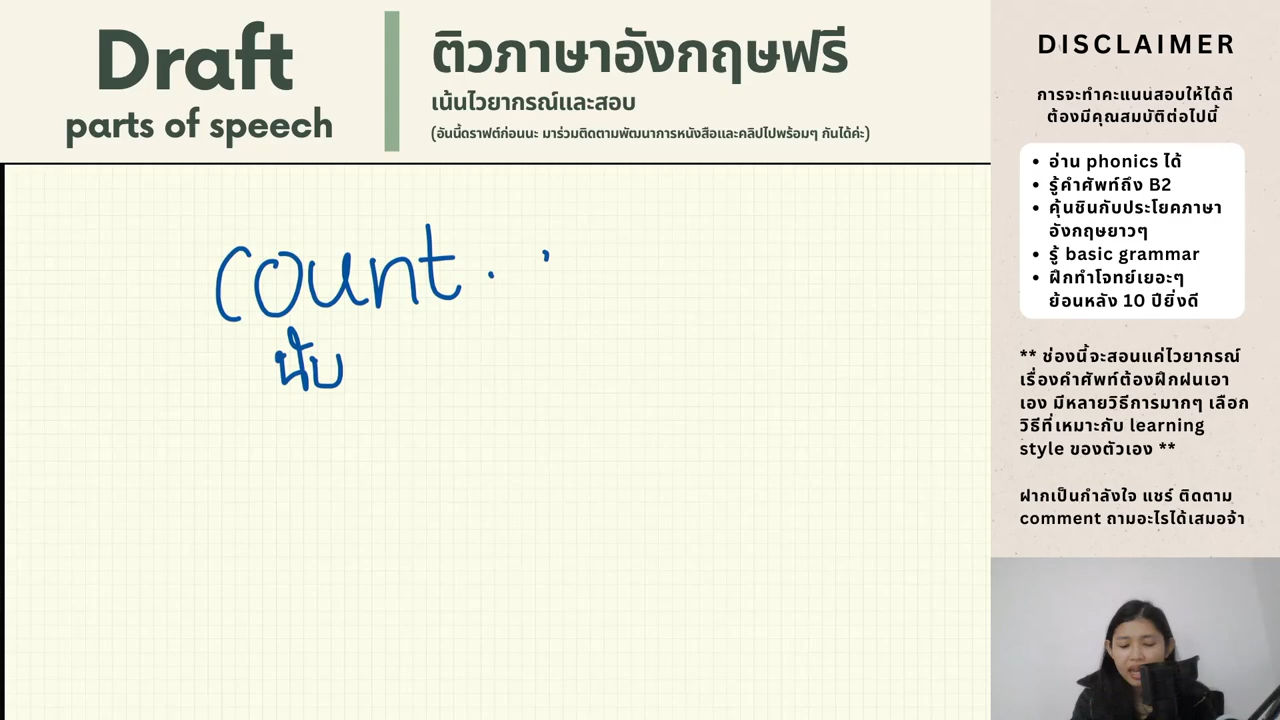 Draft
parts of speech
ติวภาษาอังกฤษฟรี
เน้นไวยากรณ์และสอบ
(อันนี้ดราฟต์ก่อนนะ มาร่วมติดตามพัฒนาการหนังสือและคลิปไปพร้อมๆ กันได้ค่ะ)
count
นับ
DISCLAIMER
การจะทำคะแนนสอบให้ได้ดี
ต้องมีคุณสมบัติต่อไปนี้
• อ่าน phonics ได้
• รู้คำศัพท์ถึง B2
• คุ้นชินกับประโยคภาษา
อังกฤษยาวๆ
• รู้ basic grammar
• ฝึกทำโจทย์เยอะๆ
ย้อนหลัง 10 ปียิ่งดี
** ช่องนี้จะสอนแค่ไวยากรณ์
เรื่องคำศัพท์ต้องฝึกฝนเอา
เอง มีหลายวิธีการมากๆ เลือก
วิธีที่เหมาะกับ learning
style ของตัวเอง **
ฝากเป็นกำลังใจ แชร์ ติดตาม
comment ถามอะไรได้เสมอจ้า